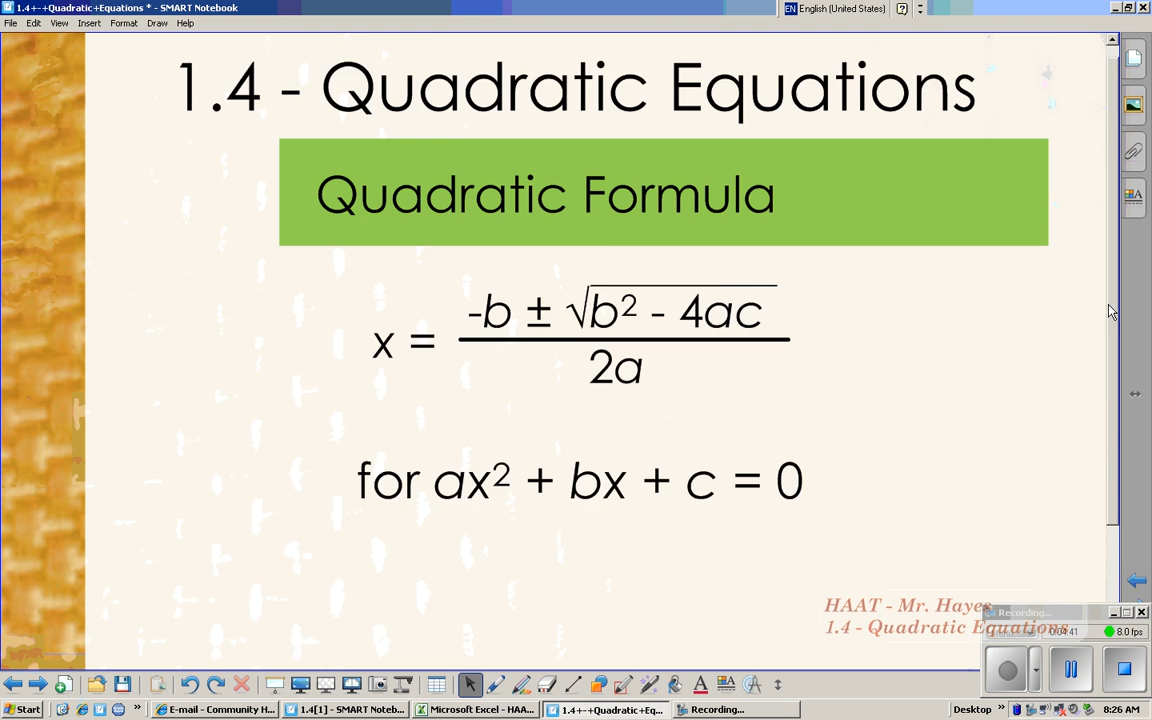 1.4+-+Quadratic+Equations * - SMART Notebook
EN English (United States)
File Edit View Insert Format Draw Help
1.4 - Quadratic Equations
Quadratic Formula
x = -b ± √b² - 4ac
2a
for ax² + bx + c = 0
HAAT - Mr. Hayes
1.4 - Quadratic Equations
Recording...
8.0 fps
Start
E-mail - Community H...
1.4[1] - SMART Noteb...
Microsoft Excel - HAA...
1.4+-+Quadratic+Eq...
Recording...
Desktop
8:26 AM